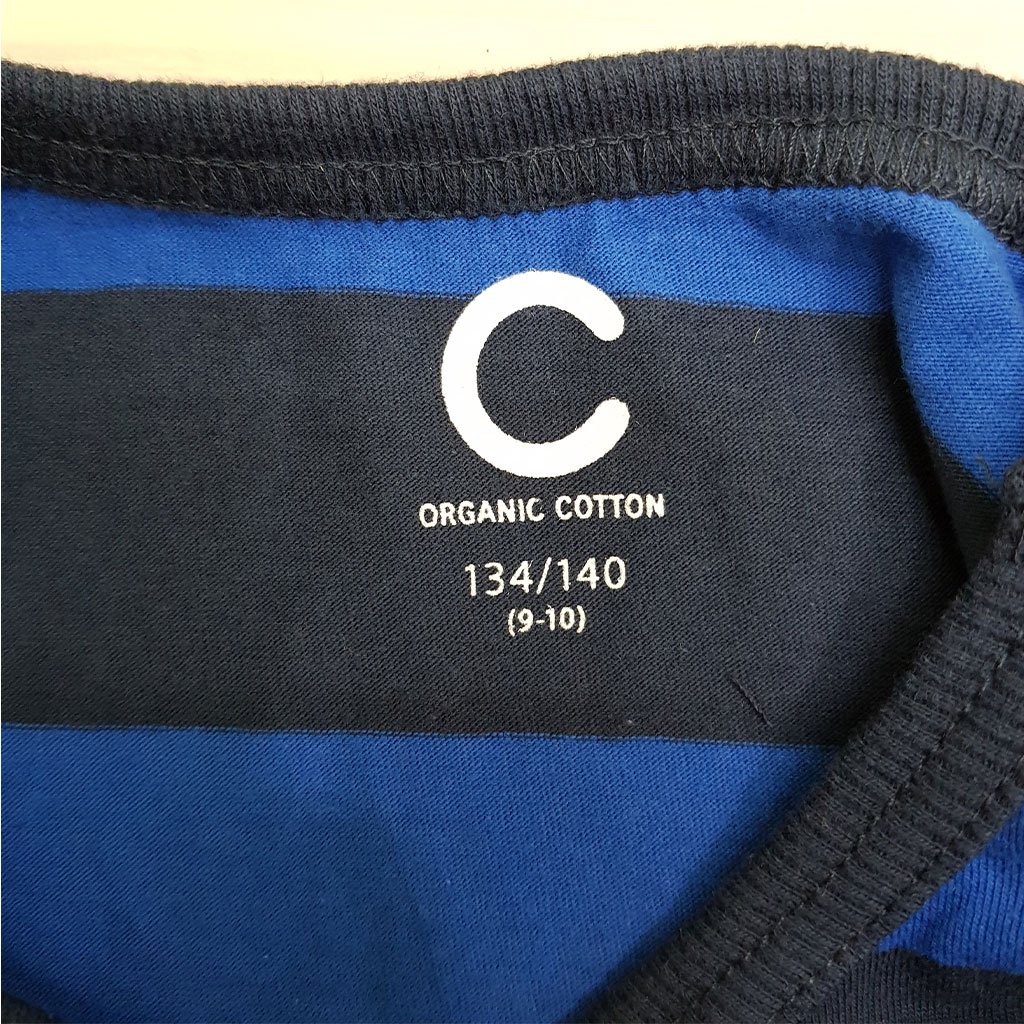 C
ORGANIC COTTON
134/140
(9-10)